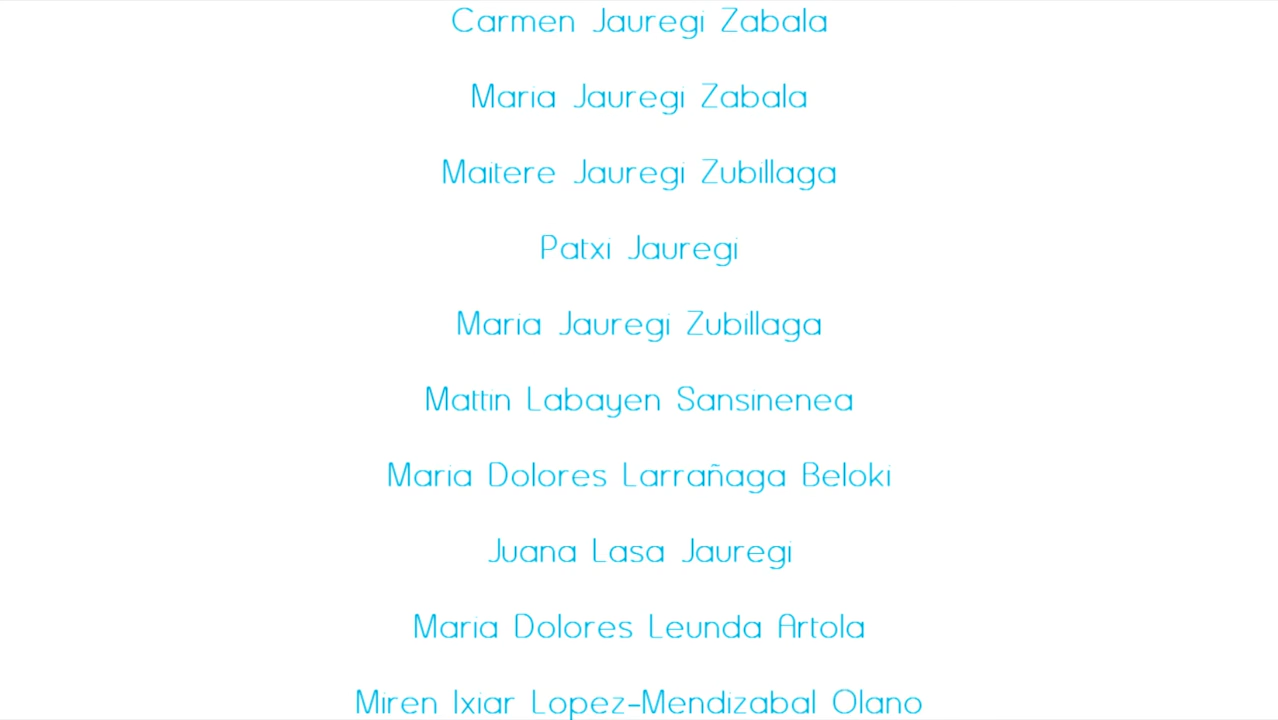 Carmen Jauregi Zabala
Maria Jauregi Zabala
Maitere Jauregi Zubillaga
Patxi Jauregi
Maria Jauregi Zubillaga
Mattin Labayen Sansinenea
Maria Dolores Larrañaga Beloki
Juana Lasa Jauregi
Maria Dolores Leunda Artola
Miren Ixiar Lopez-Mendizabal Olano